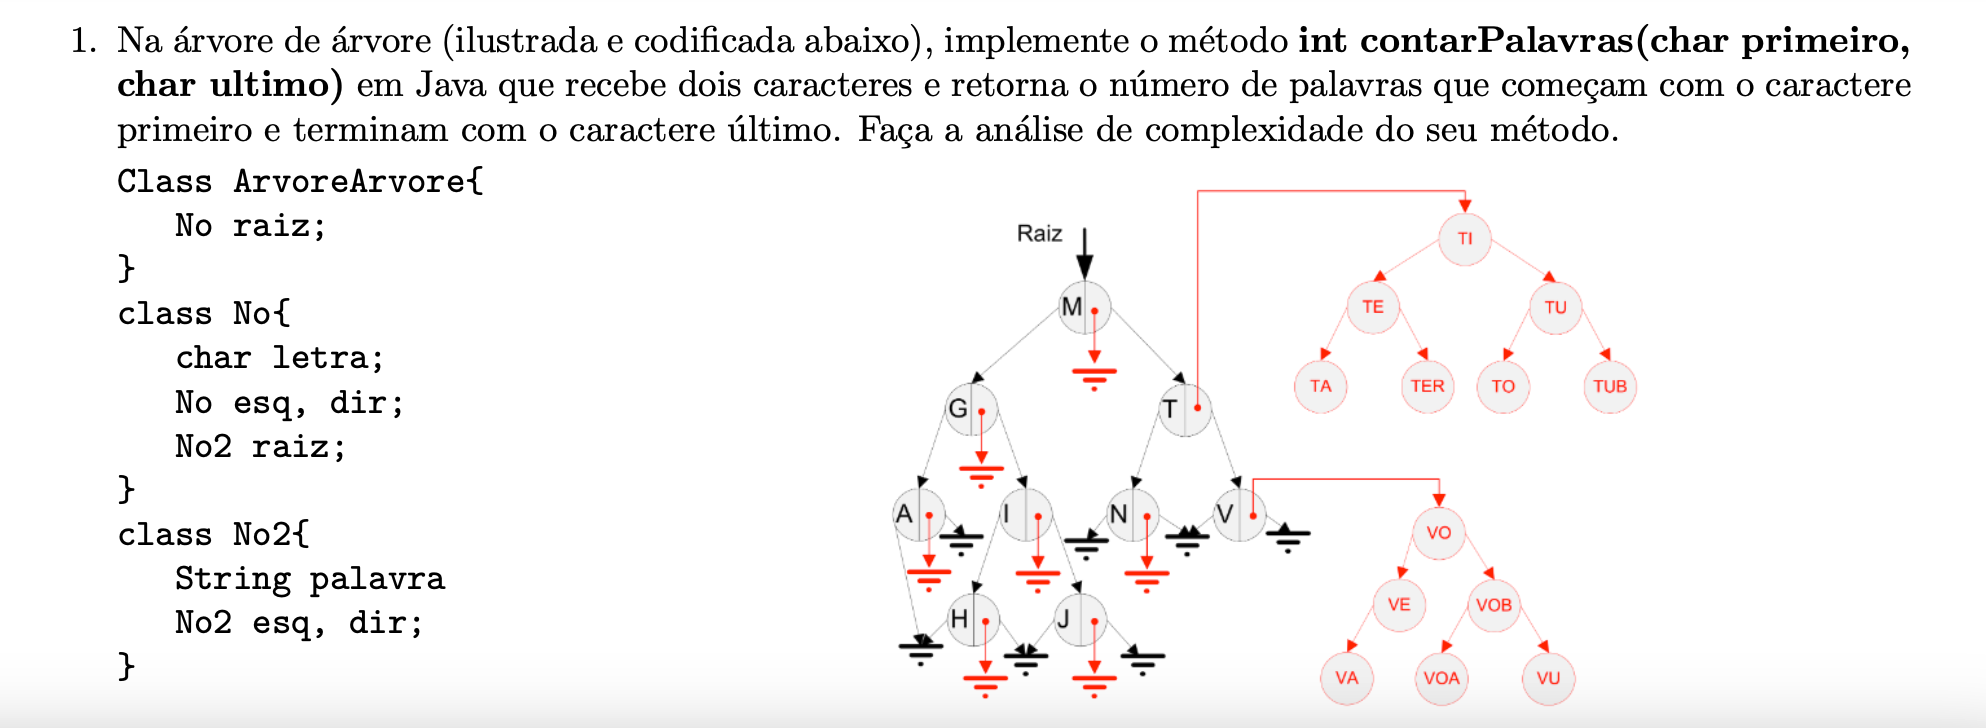 1. Na árvore de árvore (ilustrada e codificada abaixo), implemente o método int contarPalavras(char primeiro,
char ultimo) em Java que recebe dois caracteres e retorna o número de palavras que começam com o caractere
primeiro e terminam com o caractere último. Faça a análise de complexidade do seu método.
Class ArvoreArvore{
No raiz;
}
class No{
char letra;
No esq, dir;
No2 raiz;
}
class No2{
String palavra
No2 esq, dir;
}
Raiz
M
G
T
A
I
N
V
H
J
TI
TE
TU
TA
TER
TO
TUB
VO
VE
VOB
VA
VOA
VU